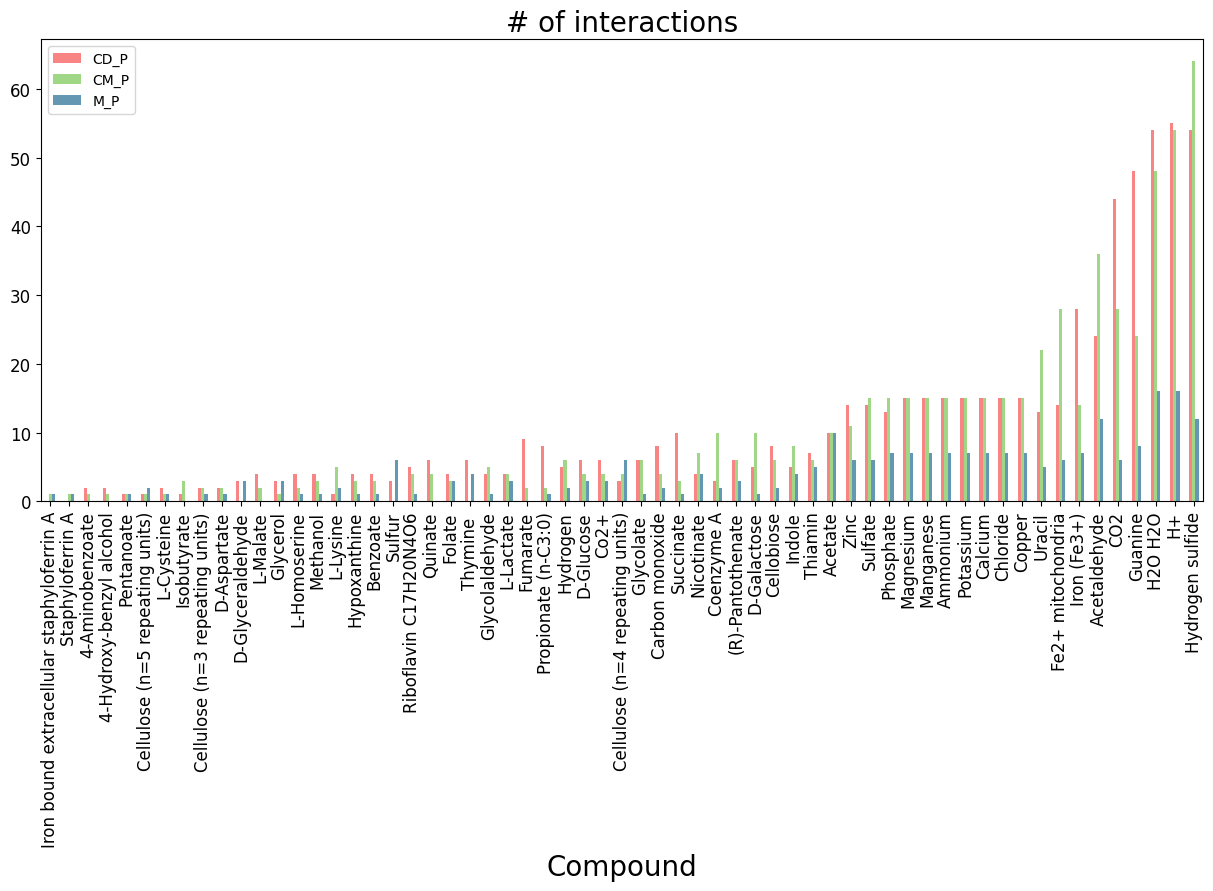 # of interactions
CD_P
CM_P
M_P
60
50
40
30
20
10
0
Iron bound extracellular staphyloferrin A
Staphyloferrin A
4-Aminobenzoate
4-Hydroxy-benzyl alcohol
Pentanoate
Cellulose (n=5 repeating units)
L-Cysteine
Isobutyrate
Cellulose (n=3 repeating units)
D-Aspartate
D-Glyceraldehyde
L-Malate
Glycerol
L-Homoserine
Methanol
L-Lysine
Hypoxanthine
Benzoate
Sulfur
Riboflavin C17H20N4O6
Quinate
Folate
Thymine
Glycolaldehyde
L-Lactate
Fumarate
Propionate (n-C3:0)
Hydrogen
D-Glucose
Co2+
Cellulose (n=4 repeating units)
Glycolate
Carbon monoxide
Succinate
Nicotinate
Coenzyme A
(R)-Pantothenate
D-Galactose
Cellobiose
Indole
Thiamin
Acetate
Zinc
Sulfate
Phosphate
Magnesium
Manganese
Ammonium
Potassium
Calcium
Chloride
Copper
Uracil
Fe2+ mitochondria
Iron (Fe3+)
Acetaldehyde
CO2
Guanine
H2O H2O
H+
Hydrogen sulfide
Compound